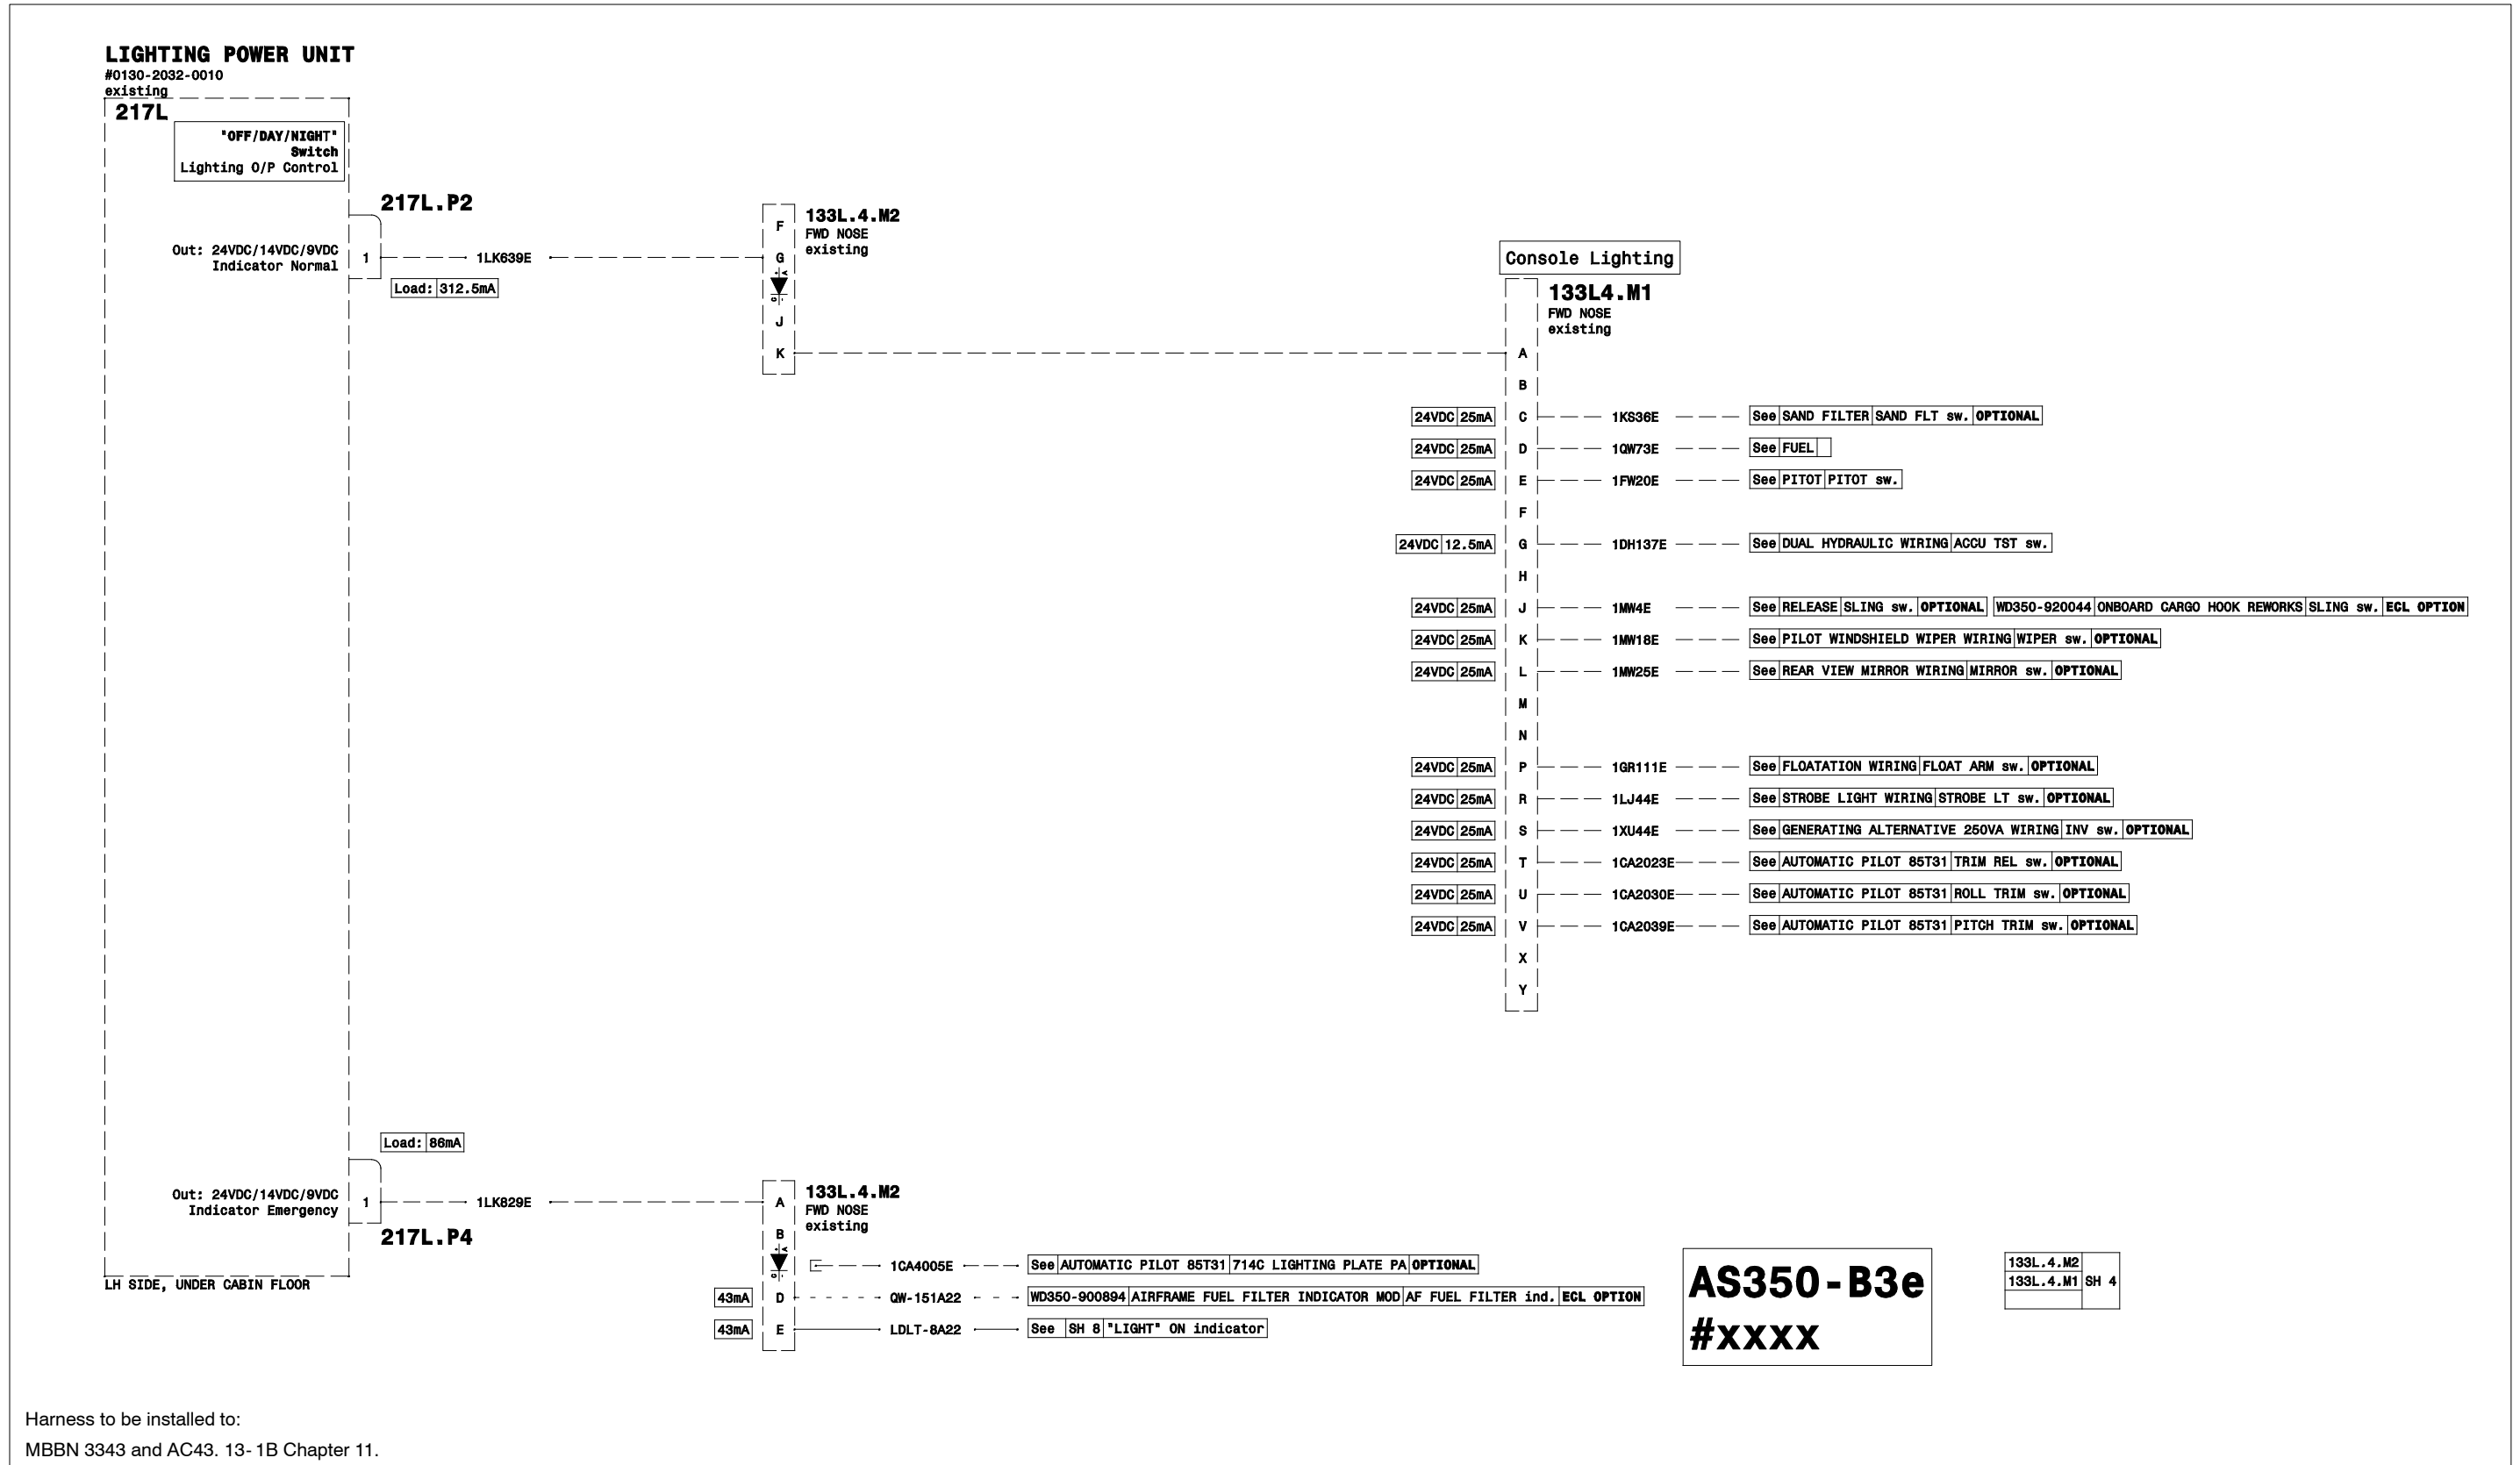 LIGHTING POWER UNIT
#0130-2032-0010
existing
217L
"OFF/DAY/NIGHT"
Switch
Lighting O/P Control
217L.P2
Out: 24VDC/14VDC/9VDC
Indicator Normal
1
1LK639E
Load: 312.5mA
133L.4.M2
FWD NOSE
existing
F
G
J
K
Console Lighting
133L4.M1
FWD NOSE
existing
A
B
24VDC 25mA C 1KS36E See SAND FILTER SAND FLT sw. OPTIONAL
24VDC 25mA D 1QW73E See FUEL
24VDC 25mA E 1FW20E See PITOT PITOT sw.
F
24VDC 12.5mA G 1DH137E See DUAL HYDRAULIC WIRING ACCU TST sw.
H
24VDC 25mA J 1MW4E See RELEASE SLING sw. OPTIONAL WD350-920044 ONBOARD CARGO HOOK REWORKS SLING sw. ECL OPTION
24VDC 25mA K 1MW18E See PILOT WINDSHIELD WIPER WIRING WIPER sw. OPTIONAL
24VDC 25mA L 1MW25E See REAR VIEW MIRROR WIRING MIRROR sw. OPTIONAL
M
N
24VDC 25mA P 1GR111E See FLOATATION WIRING FLOAT ARM sw. OPTIONAL
24VDC 25mA R 1LJ44E See STROBE LIGHT WIRING STROBE LT sw. OPTIONAL
24VDC 25mA S 1XU44E See GENERATING ALTERNATIVE 250VA WIRING INV sw. OPTIONAL
24VDC 25mA T 1CA2023E See AUTOMATIC PILOT 85T31 TRIM REL sw. OPTIONAL
24VDC 25mA U 1CA2030E See AUTOMATIC PILOT 85T31 ROLL TRIM sw. OPTIONAL
24VDC 25mA V 1CA2039E See AUTOMATIC PILOT 85T31 PITCH TRIM sw. OPTIONAL
X
Y
Load: 86mA
Out: 24VDC/14VDC/9VDC
Indicator Emergency
1
1LK829E
217L.P4
LH SIDE, UNDER CABIN FLOOR
133L.4.M2
FWD NOSE
existing
A
B
1CA4005E See AUTOMATIC PILOT 85T31 714C LIGHTING PLATE PA OPTIONAL
43mA D QW-151A22 WD350-900894 AIRFRAME FUEL FILTER INDICATOR MOD AF FUEL FILTER ind. ECL OPTION
43mA E LDLT-8A22 See SH 8 "LIGHT" ON indicator
AS350-B3e
#xxxx
133L.4.M2
133L.4.M1 SH 4
Harness to be installed to:
MBBN 3343 and AC43. 13-1B Chapter 11.